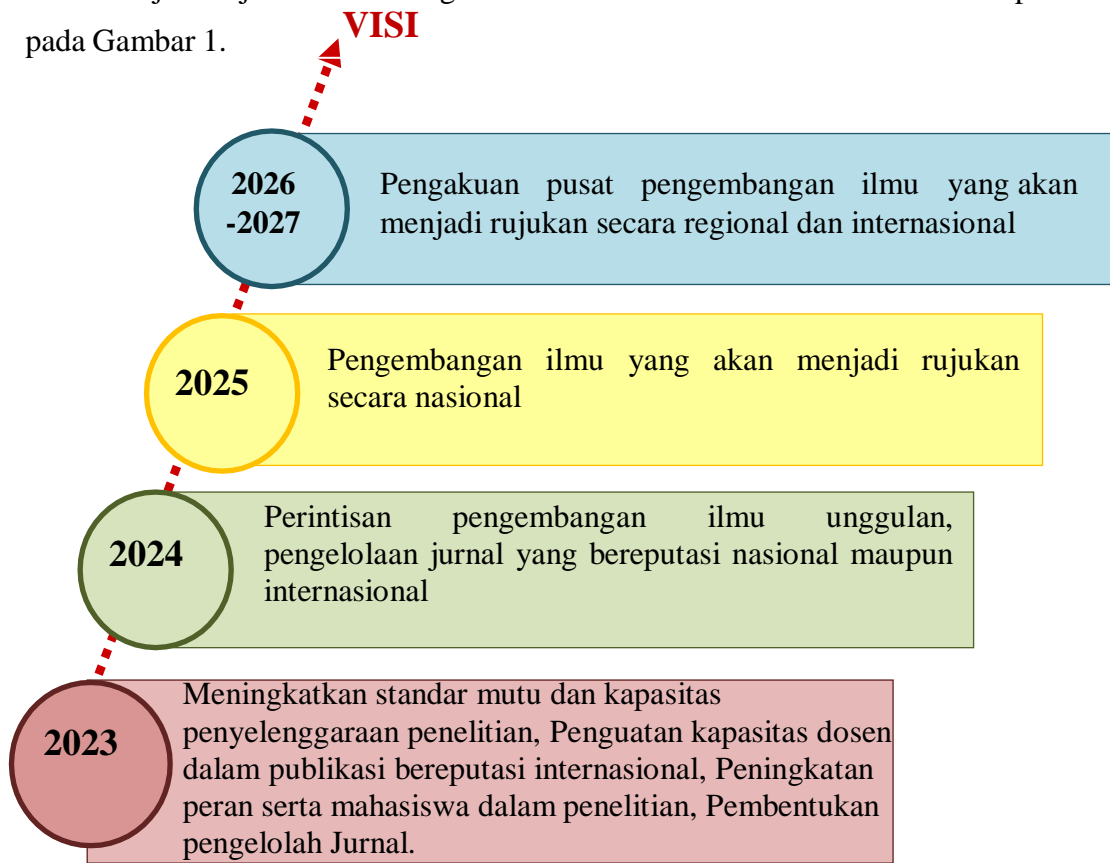 pada Gambar 1.
VISI
2026
-2027
Pengakuan pusat pengembangan ilmu yang akan
menjadi rujukan secara regional dan internasional
2025
Pengembangan ilmu yang akan menjadi rujukan
secara nasional
2024
Perintisan pengembangan ilmu unggulan,
pengelolaan jurnal yang bereputasi nasional maupun
internasional
2023
Meningkatkan standar mutu dan kapasitas
penyelenggaraan penelitian, Penguatan kapasitas dosen
dalam publikasi bereputasi internasional, Peningkatan
peran serta mahasiswa dalam penelitian, Pembentukan
pengelolah Jurnal.